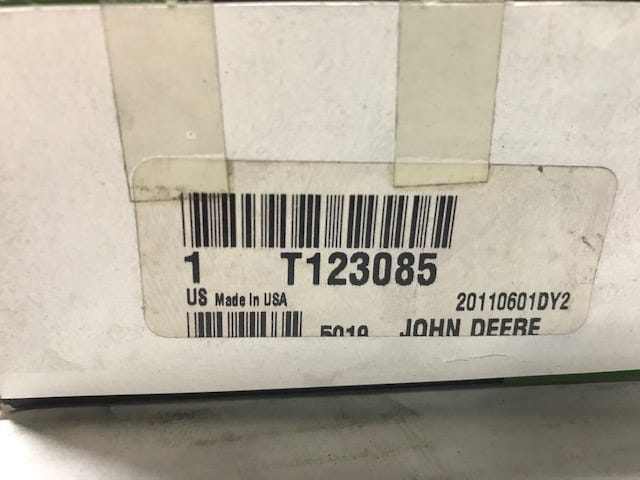 1 T123085
US Made In USA 20110601DY2
5019 JOHN DEERE